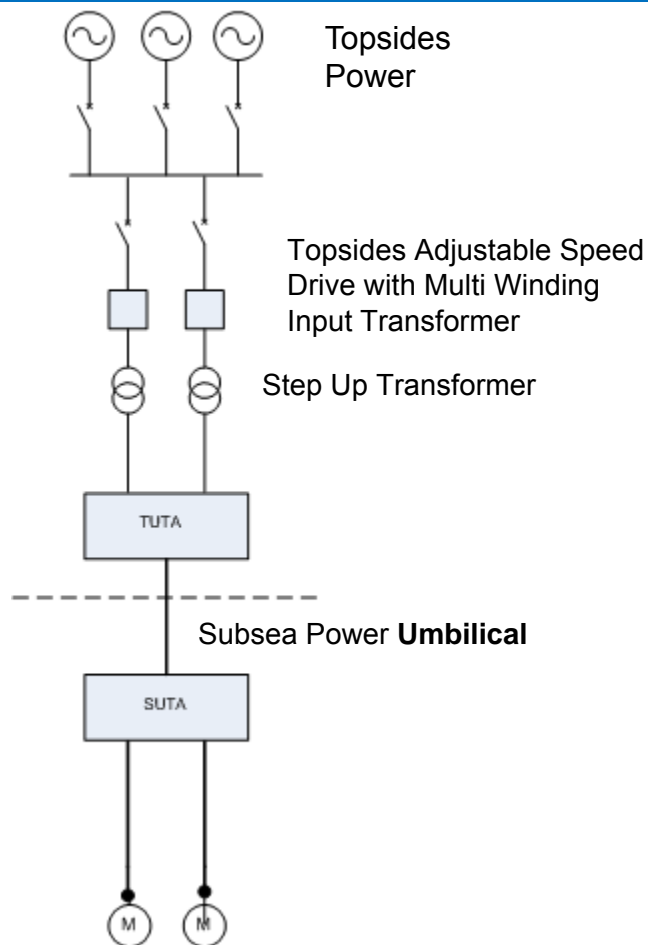 Topsides
Power
Topsides Adjustable Speed
Drive with Multi Winding
Input Transformer
Step Up Transformer
TUTA
Subsea Power Umbilical
SUTA
M
M